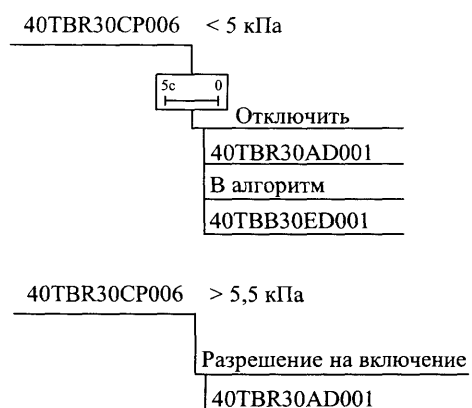 40TBR30CP006 < 5 кПа
5с 0
Отключить
40TBR30AD001
В алгоритм
40TBB30ED001
40TBR30CP006 > 5,5 кПа
Разрешение на включение
40TBR30AD001